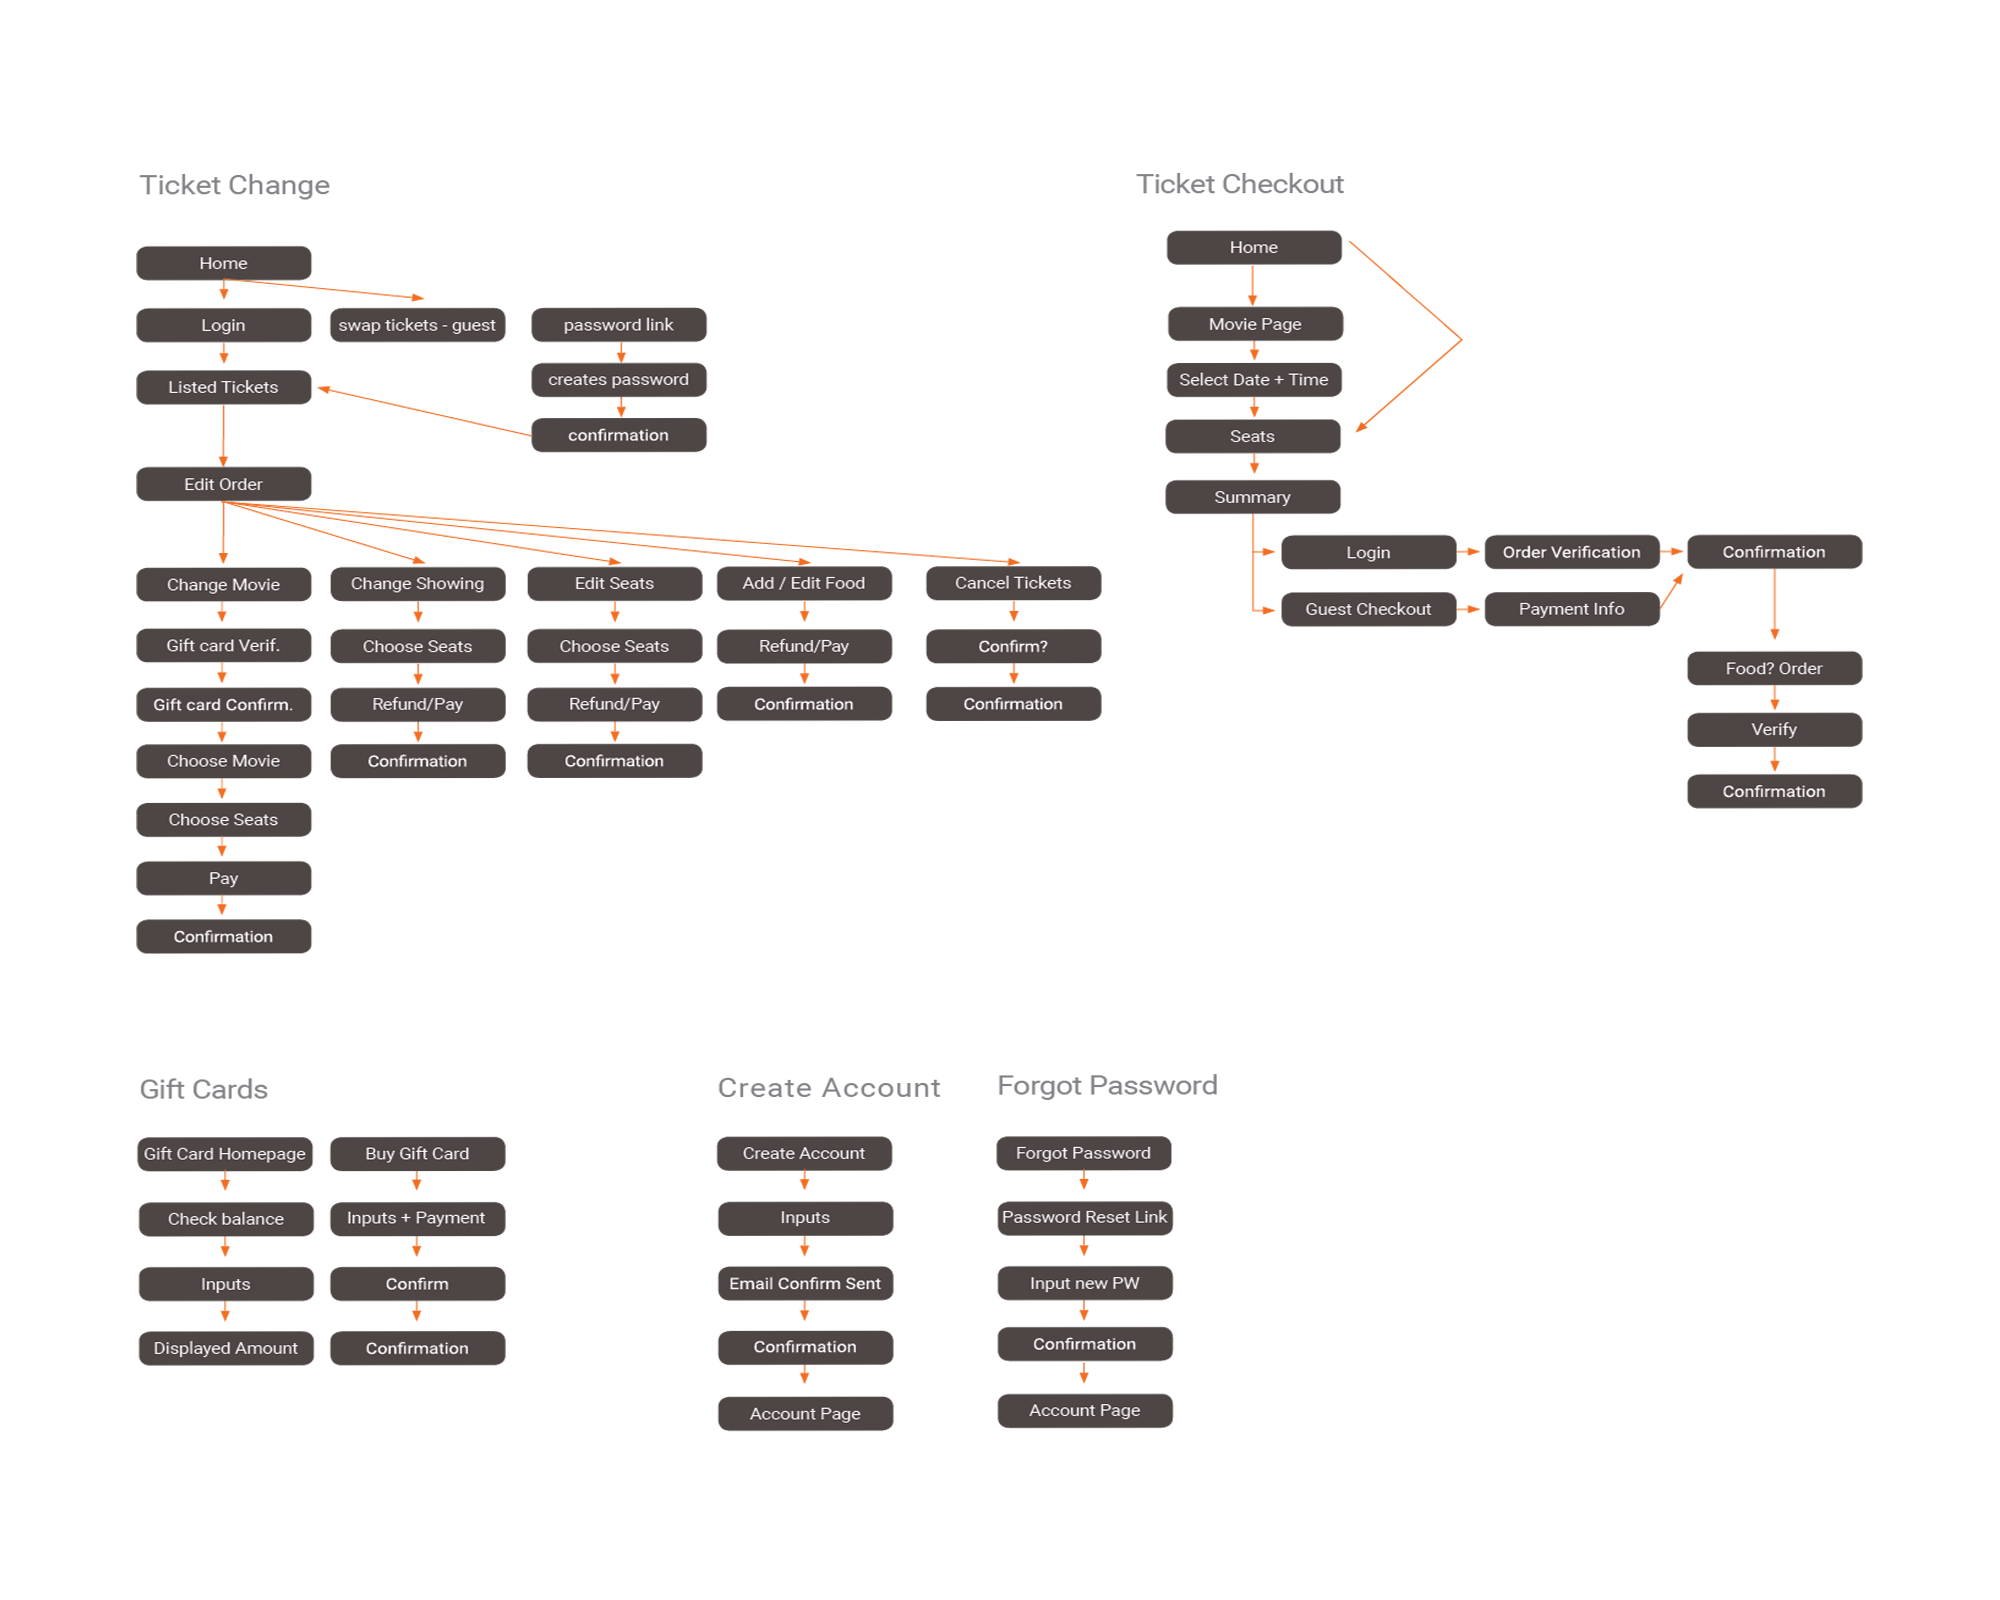 Ticket Change
Home
Login
swap tickets - guest
password link
creates password
confirmation
Listed Tickets
Edit Order
Change Movie
Gift card Verif.
Gift card Confirm.
Choose Movie
Choose Seats
Pay
Confirmation
Change Showing
Choose Seats
Refund/Pay
Confirmation
Edit Seats
Choose Seats
Refund/Pay
Confirmation
Add / Edit Food
Refund/Pay
Confirmation
Cancel Tickets
Confirm?
Confirmation
Ticket Checkout
Home
Movie Page
Select Date + Time
Seats
Summary
Login
Order Verification
Confirmation
Guest Checkout
Payment Info
Food? Order
Verify
Confirmation
Gift Cards
Gift Card Homepage
Check balance
Inputs
Displayed Amount
Buy Gift Card
Inputs + Payment
Confirm
Confirmation
Create Account
Create Account
Inputs
Email Confirm Sent
Confirmation
Account Page
Forgot Password
Forgot Password
Password Reset Link
Input new PW
Confirmation
Account Page